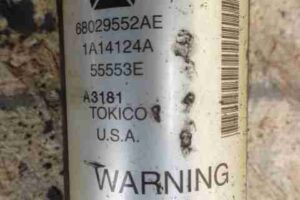 68029552AE
1A14124A
55553E
A3181
TOKICO
U.S.A.
WARNING